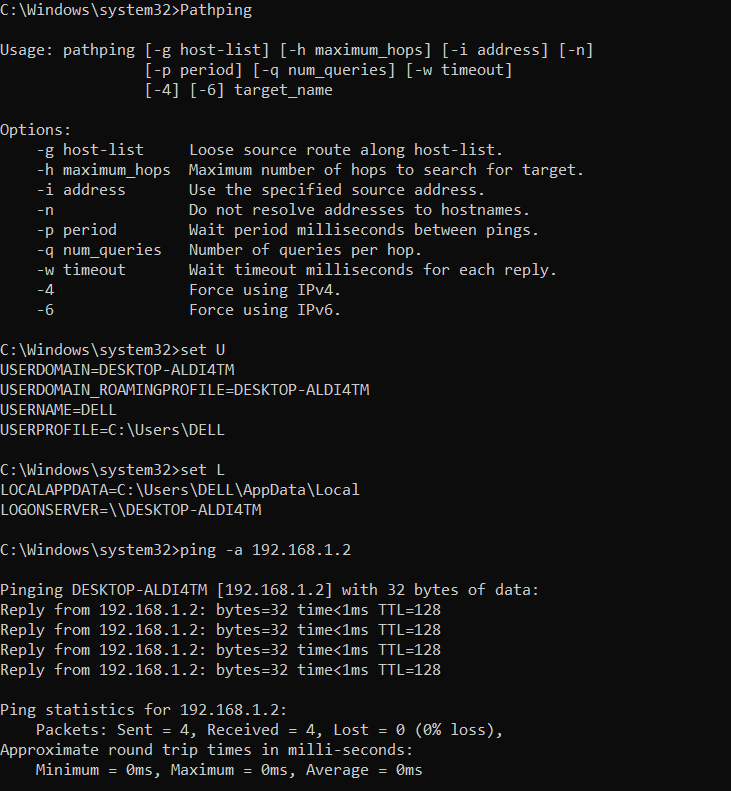 C:\Windows\system32>Pathping
Usage: pathping [-g host-list] [-h maximum_hops] [-i address] [-n]
                [-p period] [-q num_queries] [-w timeout]
                [-4] [-6] target_name
Options:
    -g host-list     Loose source route along host-list.
    -h maximum_hops  Maximum number of hops to search for target.
    -i address       Use the specified source address.
    -n               Do not resolve addresses to hostnames.
    -p period        Wait period milliseconds between pings.
    -q num_queries   Number of queries per hop.
    -w timeout       Wait timeout milliseconds for each reply.
    -4               Force using IPv4.
    -6               Force using IPv6.
C:\Windows\system32>set U
USERDOMAIN=DESKTOP-ALDI4TM
USERDOMAIN_ROAMINGPROFILE=DESKTOP-ALDI4TM
USERNAME=DELL
USERPROFILE=C:\Users\DELL
C:\Windows\system32>set L
LOCALAPPDATA=C:\Users\DELL\AppData\Local
LOGONSERVER=\\DESKTOP-ALDI4TM
C:\Windows\system32>ping -a 192.168.1.2
Pinging DESKTOP-ALDI4TM [192.168.1.2] with 32 bytes of data:
Reply from 192.168.1.2: bytes=32 time<1ms TTL=128
Reply from 192.168.1.2: bytes=32 time<1ms TTL=128
Reply from 192.168.1.2: bytes=32 time<1ms TTL=128
Reply from 192.168.1.2: bytes=32 time<1ms TTL=128
Ping statistics for 192.168.1.2:
    Packets: Sent = 4, Received = 4, Lost = 0 (0% loss),
Approximate round trip times in milli-seconds:
    Minimum = 0ms, Maximum = 0ms, Average = 0ms